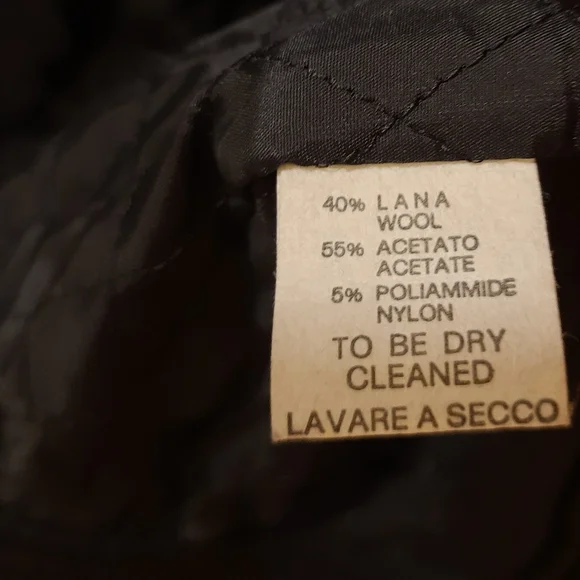 40% LANA
WOOL
55% ACETATO
ACETATE
5% POLIAMMIDE
NYLON
TO BE DRY
CLEANED
LAVARE A SECCO